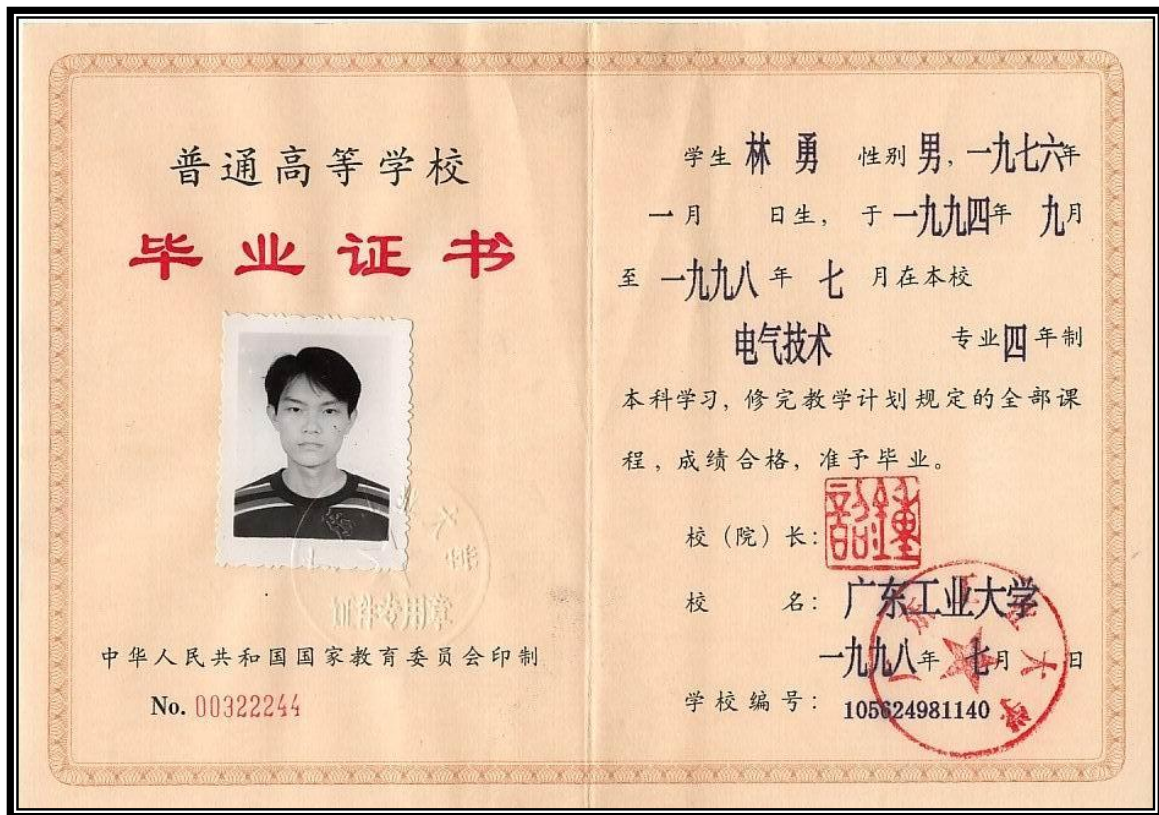 普通高等学校
毕业证书
中华人民共和国国家教育委员会印制
No. 00322244
学生 林勇 性别 男，一九七六年
一月 日生，于一九九四年 九月
至 一九九八 年 七 月在本校
电气技术 专业四年制
本科学习，修完教学计划规定的全部课
程，成绩合格，准予毕业。
校（院）长：
校 名：广东工业大学
一九九八年 七月 日
学校编号：105624981140